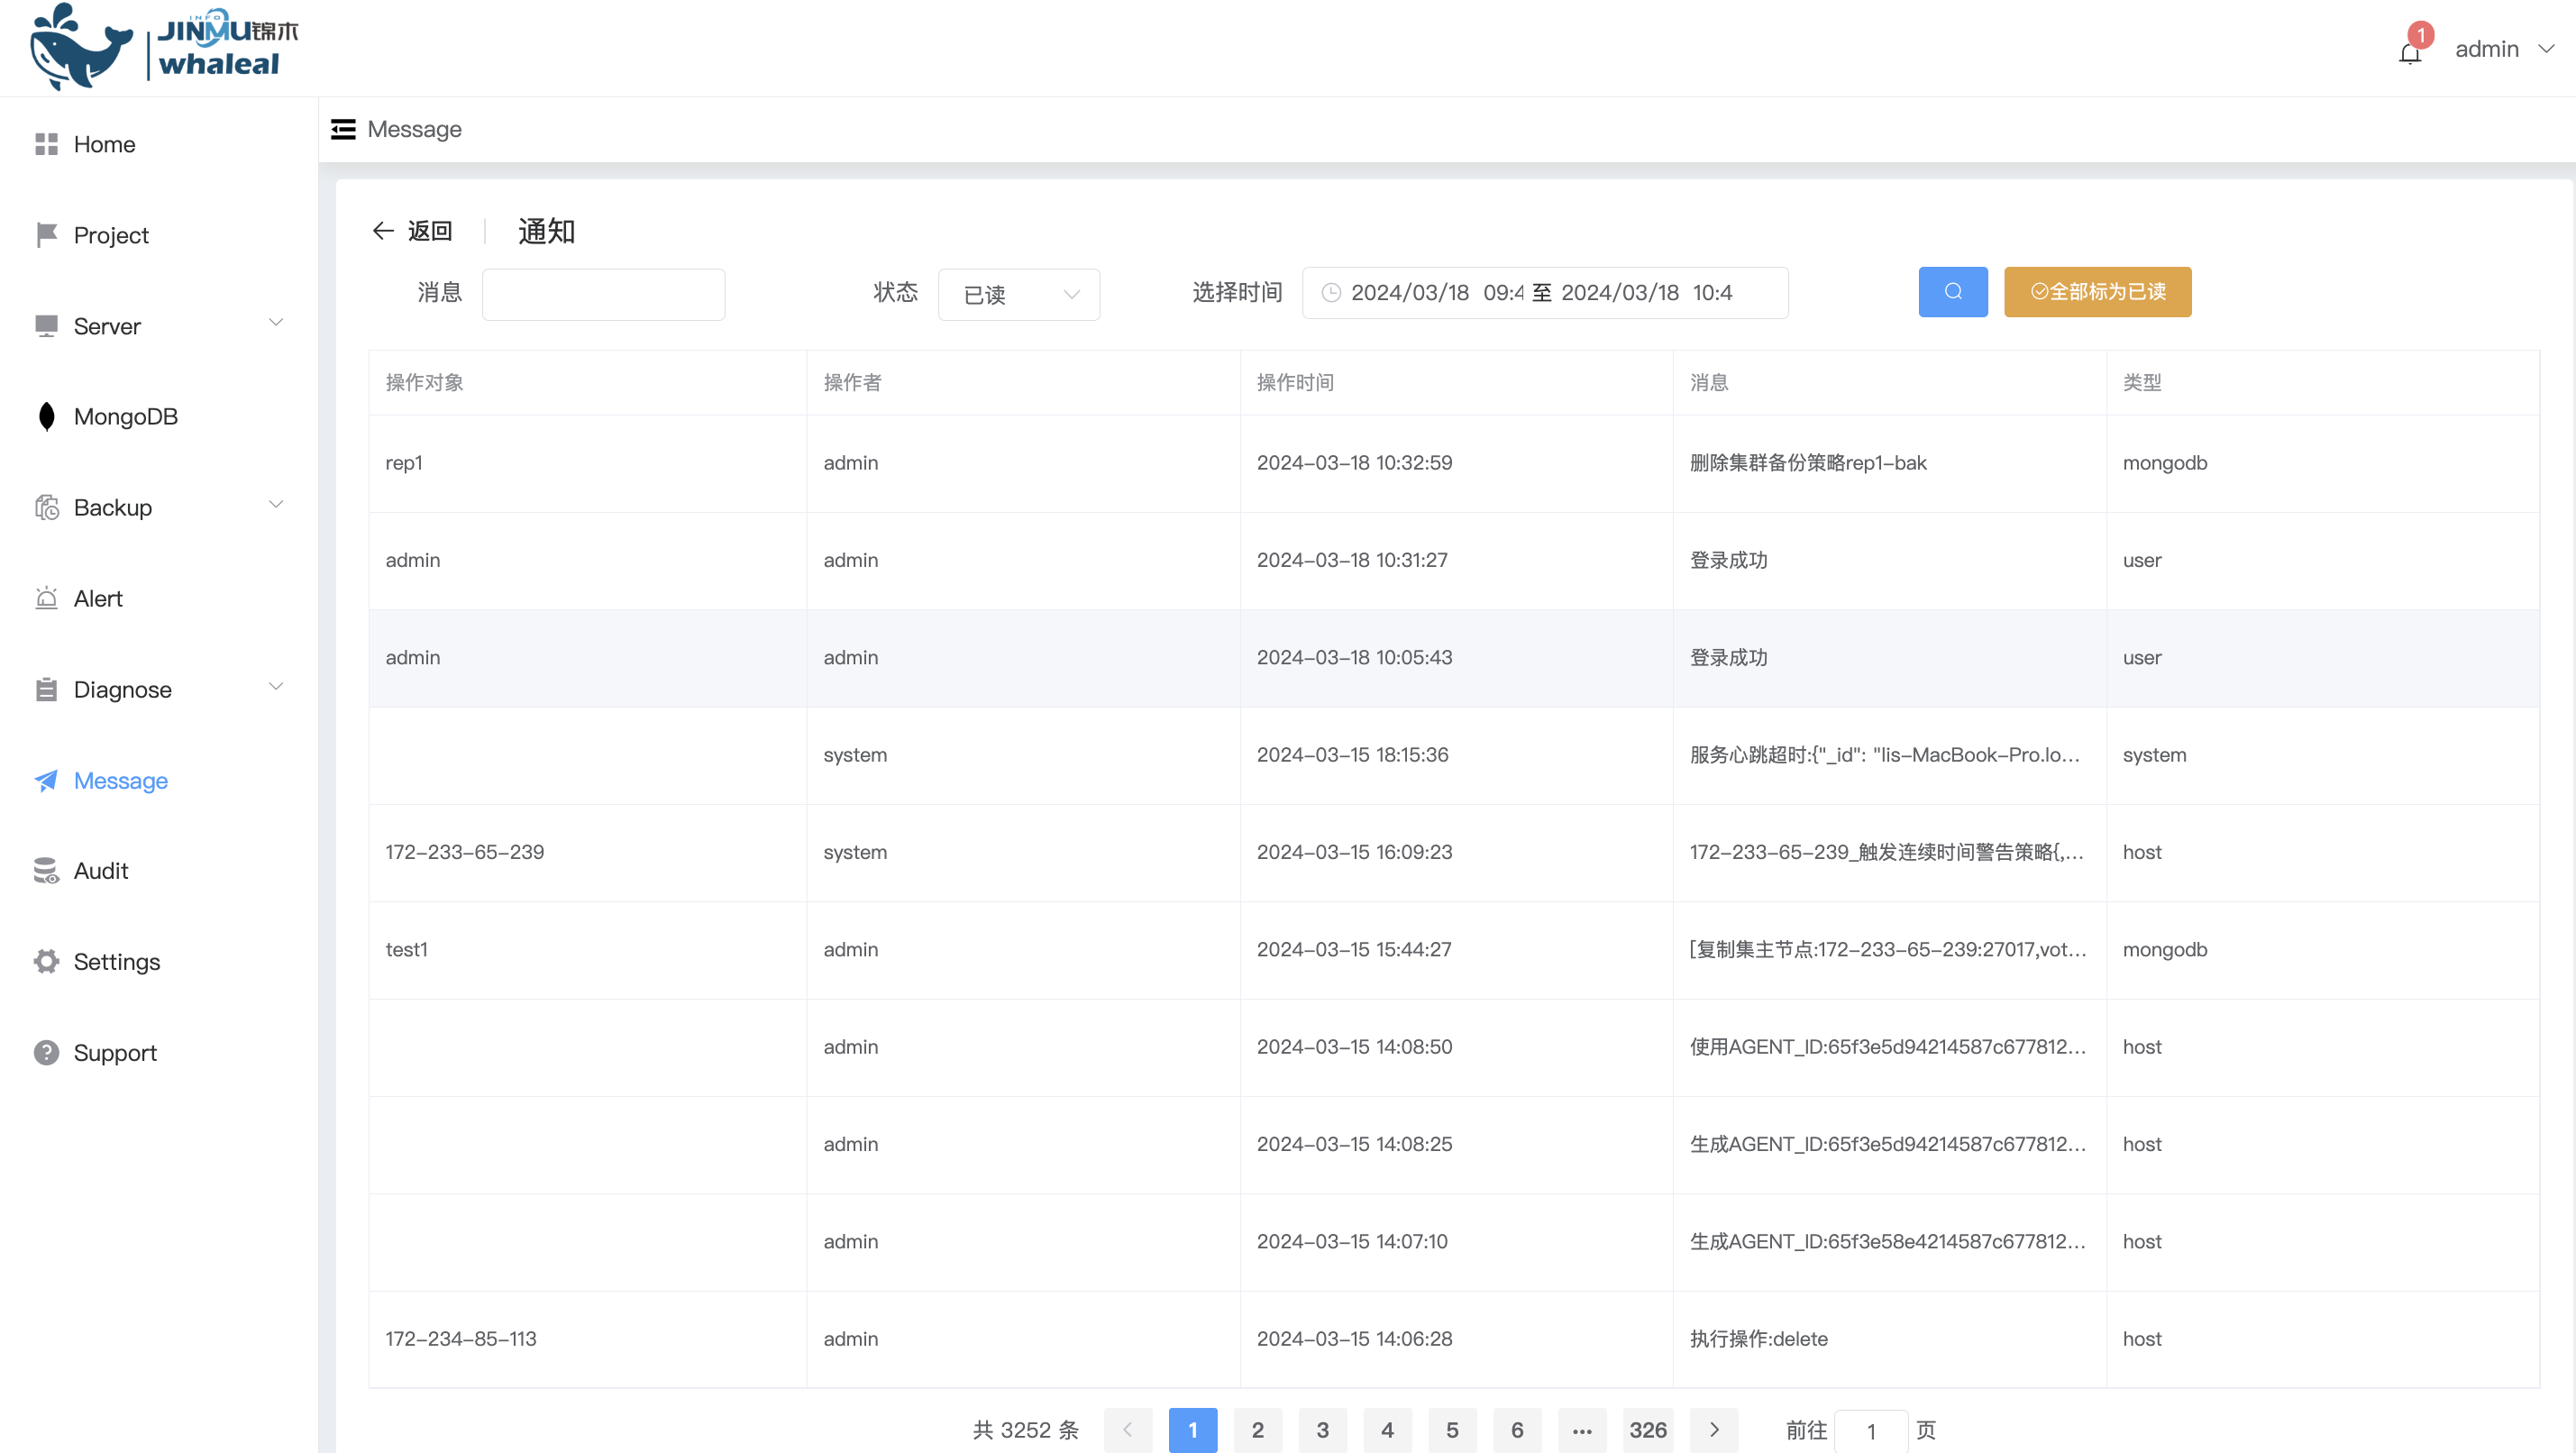 INFO
JINMU锦木
whaleal
1
admin
Home
Project
Server
MongoDB
Backup
Alert
Diagnose
Message
Audit
Settings
Support
Message
返回 通知
消息 状态 已读 选择时间 2024/03/18 09:4 至 2024/03/18 10:4 全部标为已读
操作对象 操作者 操作时间 消息 类型
rep1 admin 2024-03-18 10:32:59 删除集群备份策略rep1-bak mongodb
admin admin 2024-03-18 10:31:27 登录成功 user
admin admin 2024-03-18 10:05:43 登录成功 user
system 2024-03-15 18:15:36 服务心跳超时:{"_id": "lis-MacBook-Pro.lo... system
172-233-65-239 system 2024-03-15 16:09:23 172-233-65-239_触发连续时间警告策略{,... host
test1 admin 2024-03-15 15:44:27 [复制集主节点:172-233-65-239:27017,vot... mongodb
admin 2024-03-15 14:08:50 使用AGENT_ID:65f3e5d94214587c677812... host
admin 2024-03-15 14:08:25 生成AGENT_ID:65f3e5d94214587c677812... host
admin 2024-03-15 14:07:10 生成AGENT_ID:65f3e58e4214587c677812... host
172-234-85-113 admin 2024-03-15 14:06:28 执行操作:delete host
共 3252 条 1 2 3 4 5 6 ... 326 前往 1 页